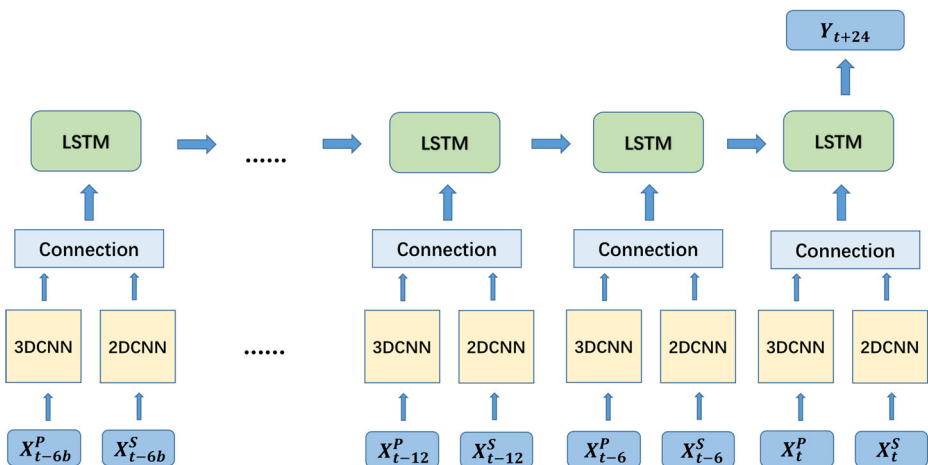 Y_{t+24}
LSTM ...... LSTM LSTM LSTM
Connection Connection Connection Connection
3DCNN 2DCNN ...... 3DCNN 2DCNN 3DCNN 2DCNN 3DCNN 2DCNN
X^P_{t-6b} X^S_{t-6b} X^P_{t-12} X^S_{t-12} X^P_{t-6} X^S_{t-6} X^P_t X^S_t